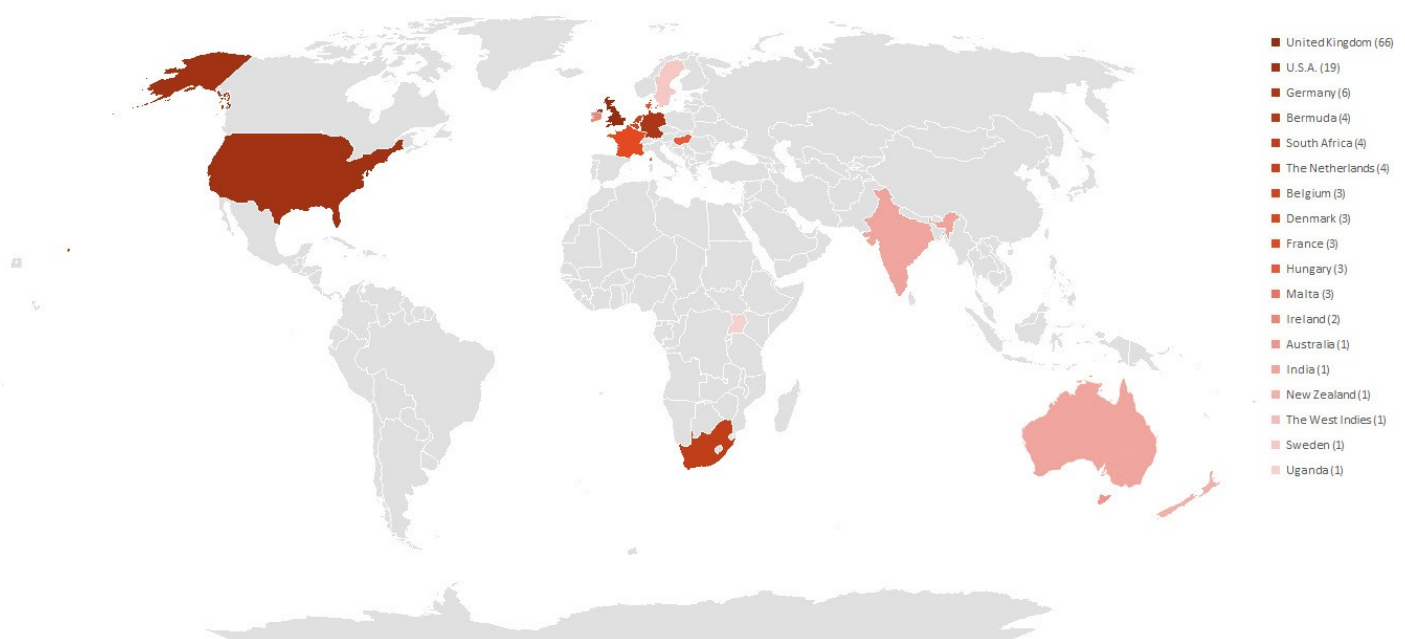 United Kingdom (66)
U.S.A. (19)
Germany (6)
Bermuda (4)
South Africa (4)
The Netherlands (4)
Belgium (3)
Denmark (3)
France (3)
Hungary (3)
Malta (3)
Ireland (2)
Australia (1)
India (1)
New Zealand (1)
The West Indies (1)
Sweden (1)
Uganda (1)